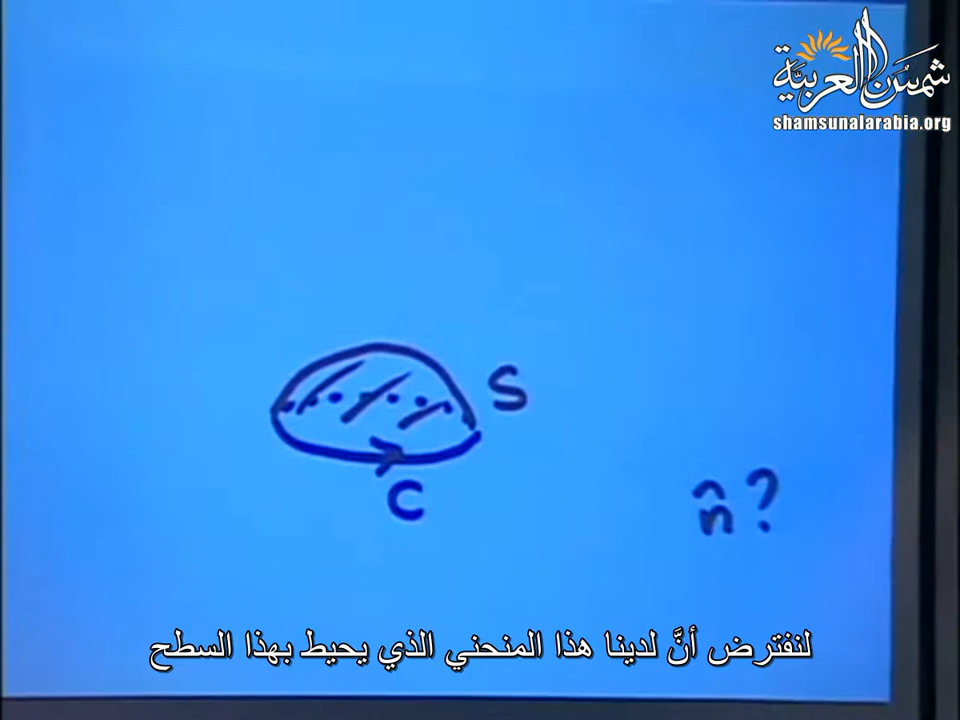 شمس العربية
shamsunalarabia.org
S
C
n̂ ?
لنفترض أنَّ لدينا هذا المنحني الذي يحيط بهذا السطح